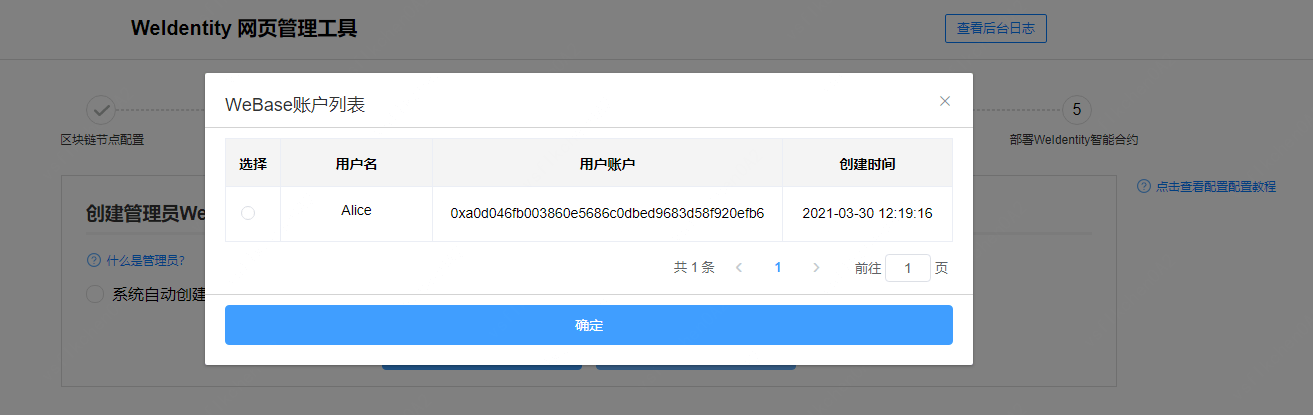 WeIdentity 网页管理工具
查看后台日志
区块链节点配置
5
部署WeIdentity智能合约
点击查看配置配置教程
创建管理员We
什么是管理员?
系统自动创建
WeBase账户列表
选择 用户名 用户账户 创建时间
Alice 0xa0d046fb003860e5686c0dbed9683d58f920efb6 2021-03-30 12:19:16
共 1 条 1 前往 1 页
确定